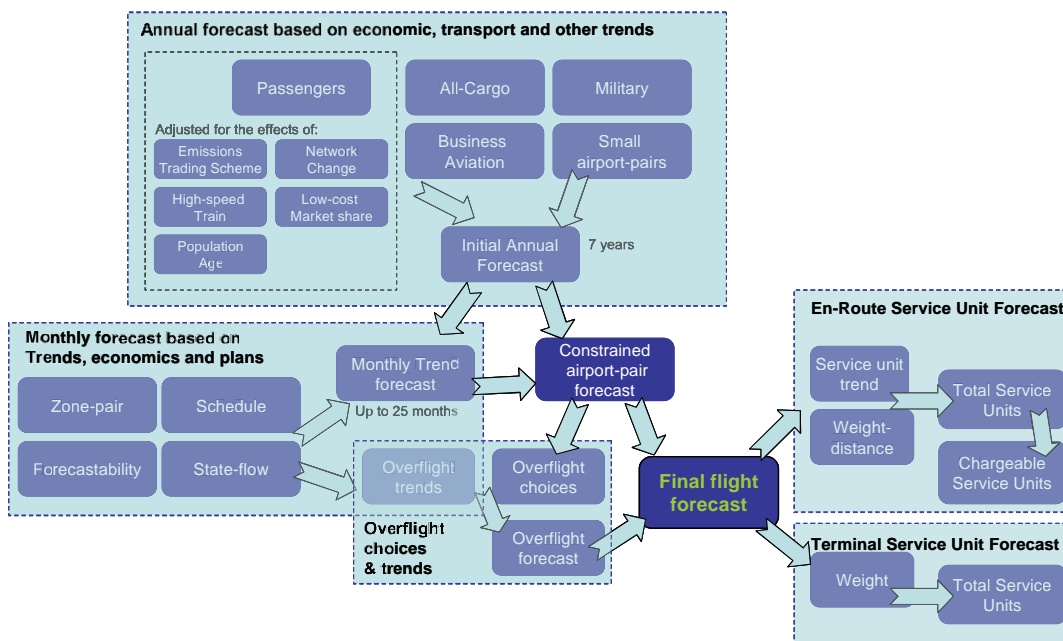 Annual forecast based on economic, transport and other trends
Passengers
Adjusted for the effects of:
Emissions
Trading Scheme
Network
Change
High-speed
Train
Low-cost
Market share
Population
Age
All-Cargo
Military
Business
Aviation
Small
airport-pairs
Initial Annual
Forecast
7 years
Monthly forecast based on
Trends, economics and plans
Zone-pair
Schedule
Forecastability
State-flow
Monthly Trend
forecast
Up to 25 months
Constrained
airport-pair
forecast
Overflight
trends
Overflight
choices
Overflight
forecast
Overflight
choices
& trends
Final flight
forecast
En-Route Service Unit Forecast
Service unit
trend
Weight-
distance
Total Service
Units
Chargeable
Service Units
Terminal Service Unit Forecast
Weight
Total Service
Units